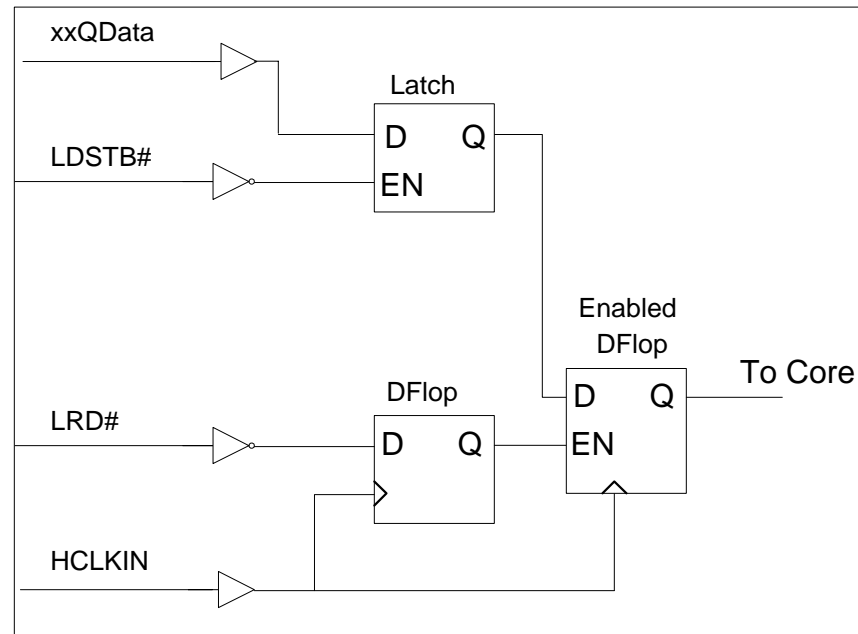 xxQData
Latch
D Q
LDSTB#
EN
Enabled
DFlop
To Core
D Q
DFlop
LRD#
D Q
EN
HCLKIN